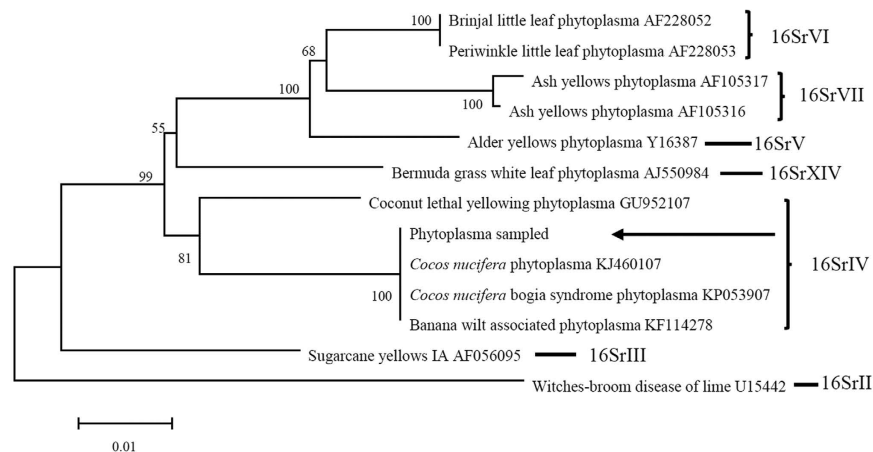 100
Brinjal little leaf phytoplasma AF228052
16SrVI
68
Periwinkle little leaf phytoplasma AF228053
Ash yellows phytoplasma AF105317
100
16SrVII
100
Ash yellows phytoplasma AF105316
55
Alder yellows phytoplasma Y16387
16SrV
99
Bermuda grass white leaf phytoplasma AJ550984
16SrXIV
Coconut lethal yellowing phytoplasma GU952107
Phytoplasma sampled
81
Cocos nucifera phytoplasma KJ460107
16SrIV
100
Cocos nucifera bogia syndrome phytoplasma KP053907
Banana wilt associated phytoplasma KF114278
Sugarcane yellows IA AF056095
16SrIII
Witches-broom disease of lime U15442
16SrII
0.01